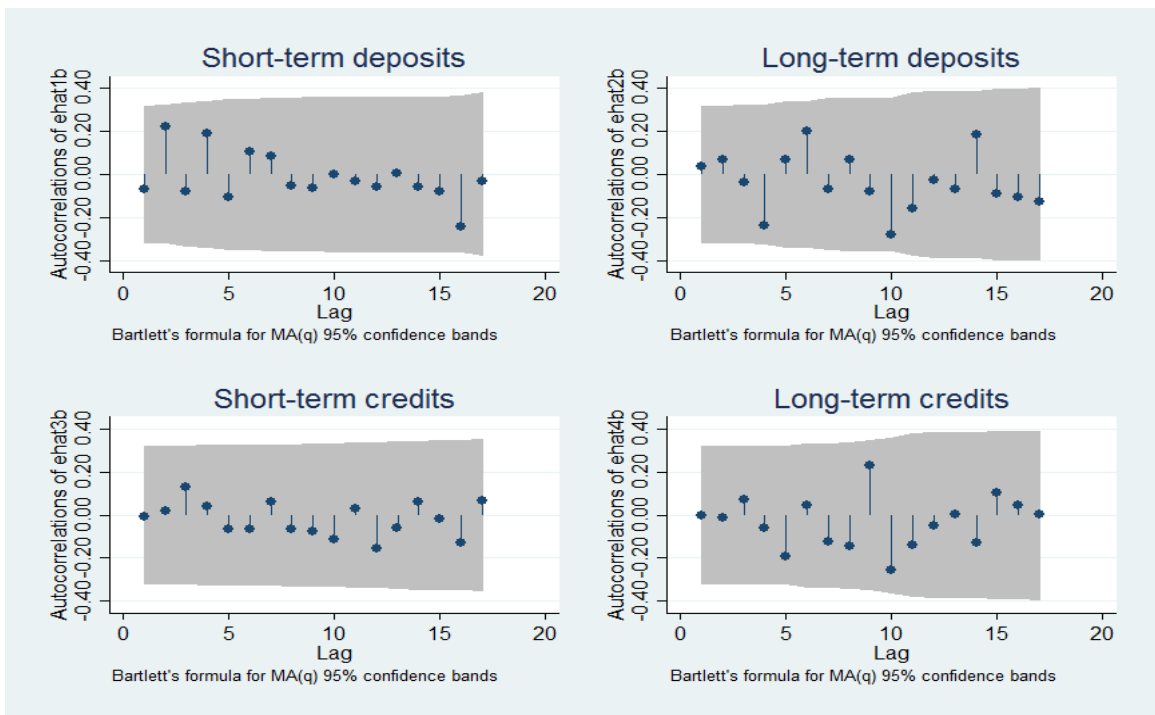 Short-term deposits
Autocorrelations of ehat1b
-0.40 -0.20 0.00 0.20 0.40
0 5 10 15 20
Lag
Bartlett's formula for MA(q) 95% confidence bands
Long-term deposits
Autocorrelations of ehat2b
-0.40 -0.20 0.00 0.20 0.40
0 5 10 15 20
Lag
Bartlett's formula for MA(q) 95% confidence bands
Short-term credits
Autocorrelations of ehat3b
-0.40 -0.20 0.00 0.20 0.40
0 5 10 15 20
Lag
Bartlett's formula for MA(q) 95% confidence bands
Long-term credits
Autocorrelations of ehat4b
-0.40 -0.20 0.00 0.20 0.40
0 5 10 15 20
Lag
Bartlett's formula for MA(q) 95% confidence bands